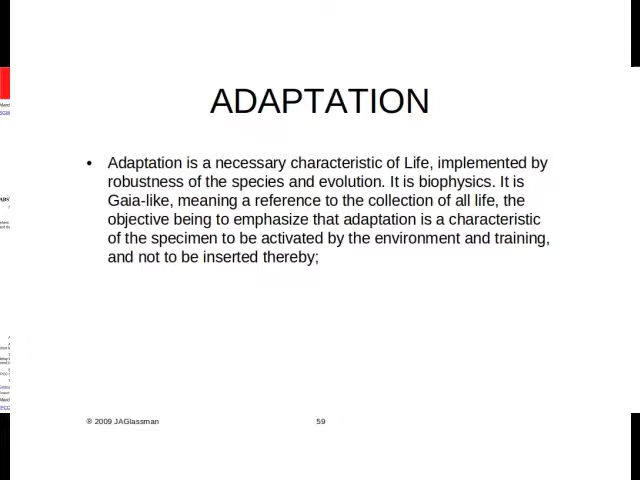 ADAPTATION
• Adaptation is a necessary characteristic of Life, implemented by
robustness of the species and evolution. It is biophysics. It is
Gaia-like, meaning a reference to the collection of all life, the
objective being to emphasize that adaptation is a characteristic
of the specimen to be activated by the environment and training,
and not to be inserted thereby;
® 2009 JAGlassman
59